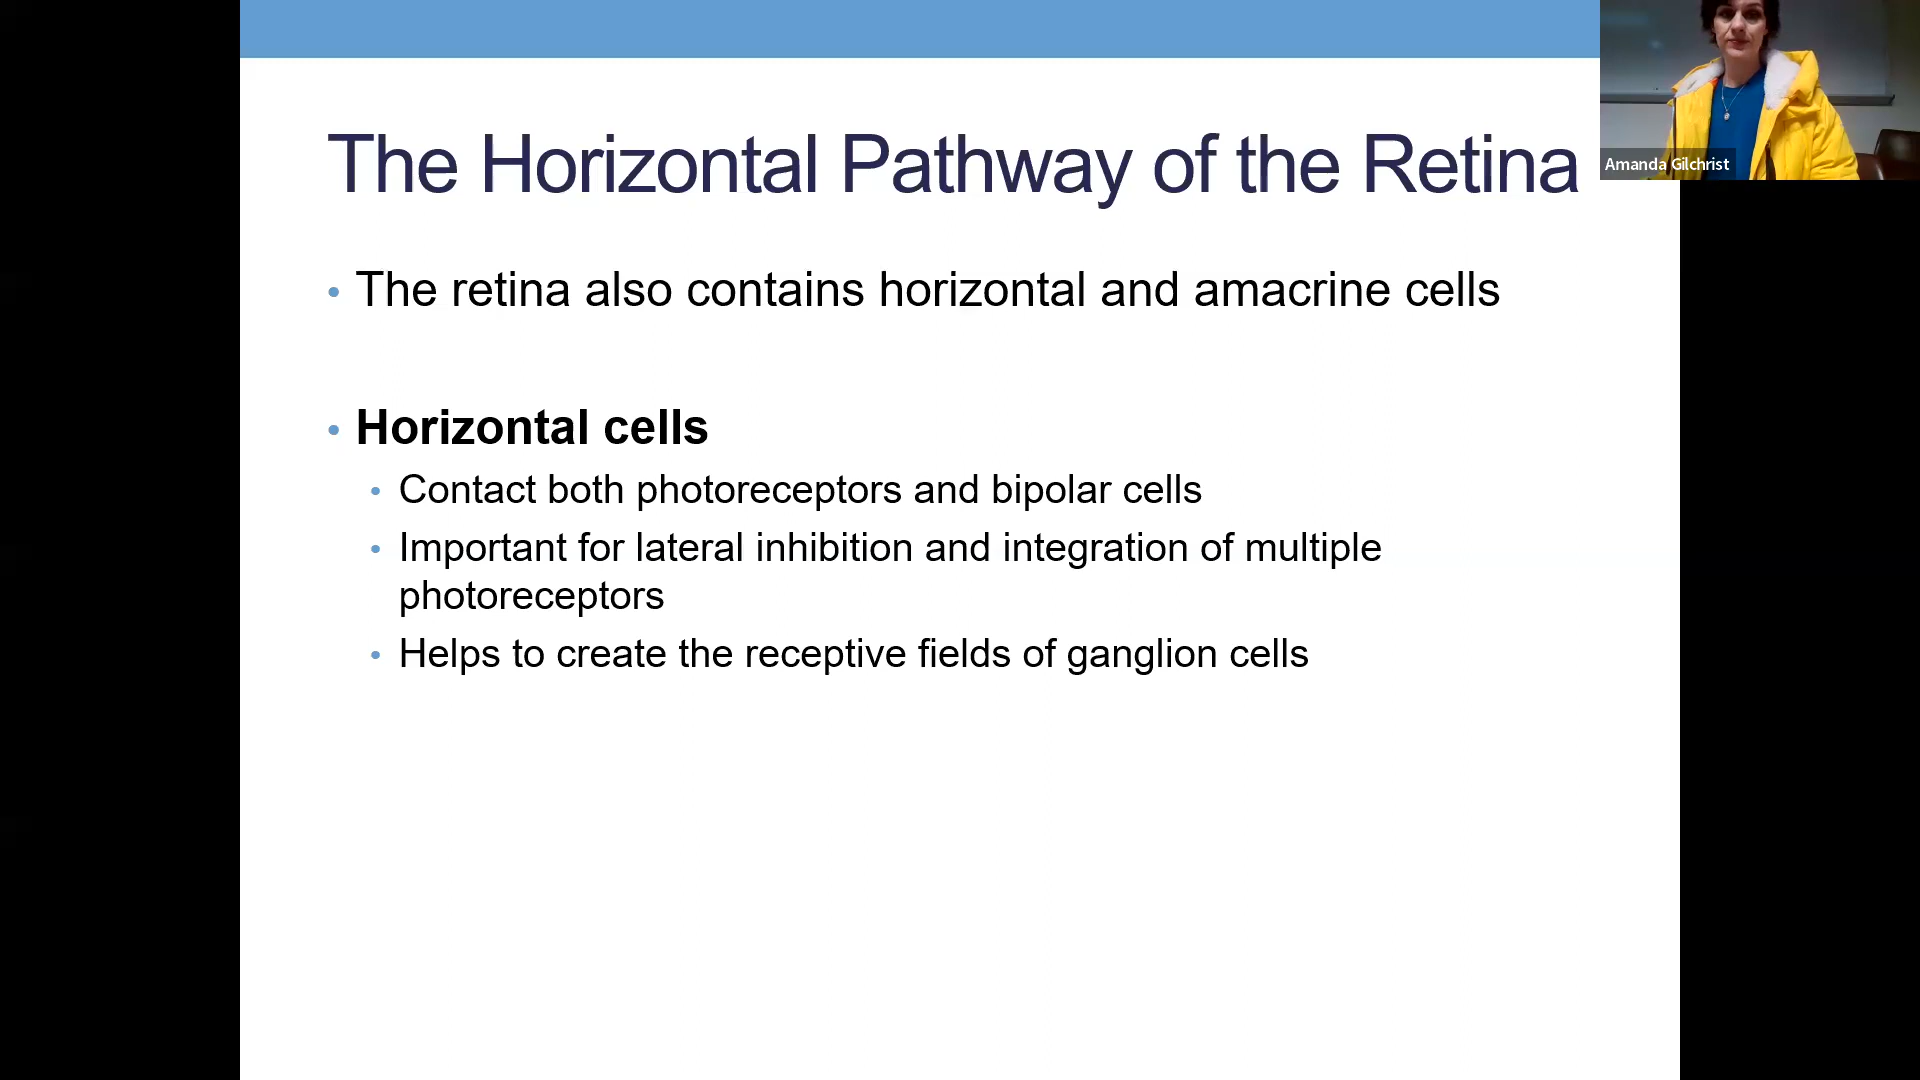 The Horizontal Pathway of the Retina
Amanda Gilchrist
• The retina also contains horizontal and amacrine cells
• Horizontal cells
• Contact both photoreceptors and bipolar cells
• Important for lateral inhibition and integration of multiple
photoreceptors
• Helps to create the receptive fields of ganglion cells